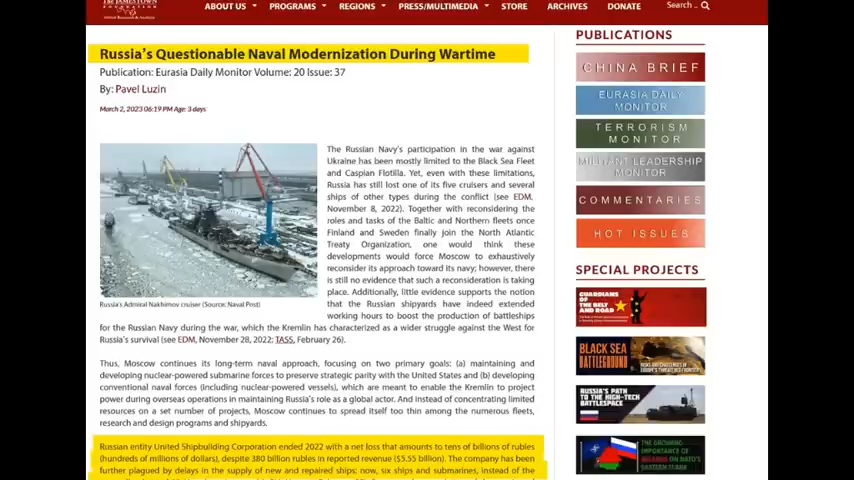 The JAMESTOWN
FOUNDATION
ABOUT US PROGRAMS REGIONS PRESS/MULTIMEDIA STORE ARCHIVES DONATE Search ..
Russia's Questionable Naval Modernization During Wartime
Publication: Eurasia Daily Monitor Volume: 20 Issue: 37
By: Pavel Luzin
March 2, 2023 06:19 PM Age: 3 days
The Russian Navy's participation in the war against
Ukraine has been mostly limited to the Black Sea Fleet
and Caspian Flotilla. Yet, even with these limitations,
Russia has still lost one of its five cruisers and several
ships of other types during the conflict (see EDM,
November 8, 2022). Together with reconsidering the
roles and tasks of the Baltic and Northern fleets once
Finland and Sweden finally join the North Atlantic
Treaty Organization, one would think these
developments would force Moscow to exhaustively
reconsider its approach toward its navy; however, there
is still no evidence that such a reconsideration is taking
place. Additionally, little evidence supports the notion
that the Russian shipyards have indeed extended
working hours to boost the production of battleships
Russia's Admiral Nakhimov cruiser (Source: Naval Post)
for the Russian Navy during the war, which the Kremlin has characterized as a wider struggle against the West for
Russia's survival (see EDM, November 28, 2022; TASS, February 26).
Thus, Moscow continues its long-term naval approach, focusing on two primary goals: (a) maintaining and
developing nuclear-powered submarine forces to preserve strategic parity with the United States and (b) developing
conventional naval forces (including nuclear-powered vessels), which are meant to enable the Kremlin to project
power during overseas operations in maintaining Russia's role as a global actor. And instead of concentrating limited
resources on a set number of projects, Moscow continues to spread itself too thin among the numerous fleets,
research and design programs and shipyards.
Russian entity United Shipbuilding Corporation ended 2022 with a net loss that amounts to tens of billions of rubles
(hundreds of millions of dollars), despite 380 billion rubles in reported revenue ($5.55 billion). The company has been
further plagued by delays in the supply of new and repaired ships; now, six ships and submarines, instead of the
PUBLICATIONS
CHINA BRIEF
EURASIA DAILY
MONITOR
TERRORISM
MONITOR
MILITANT LEADERSHIP
MONITOR
COMMENTARIES
HOT ISSUES
SPECIAL PROJECTS
GUARDIANS
OF THE BELT
AND ROAD
BLACK SEA
BATTLEGROUND
RUSSIA'S PATH
TO THE HIGH-TECH
BATTLESPACE
THE GROWING
IMPORTANCE OF
BELARUS ON NATO'S
EASTERN FLANK